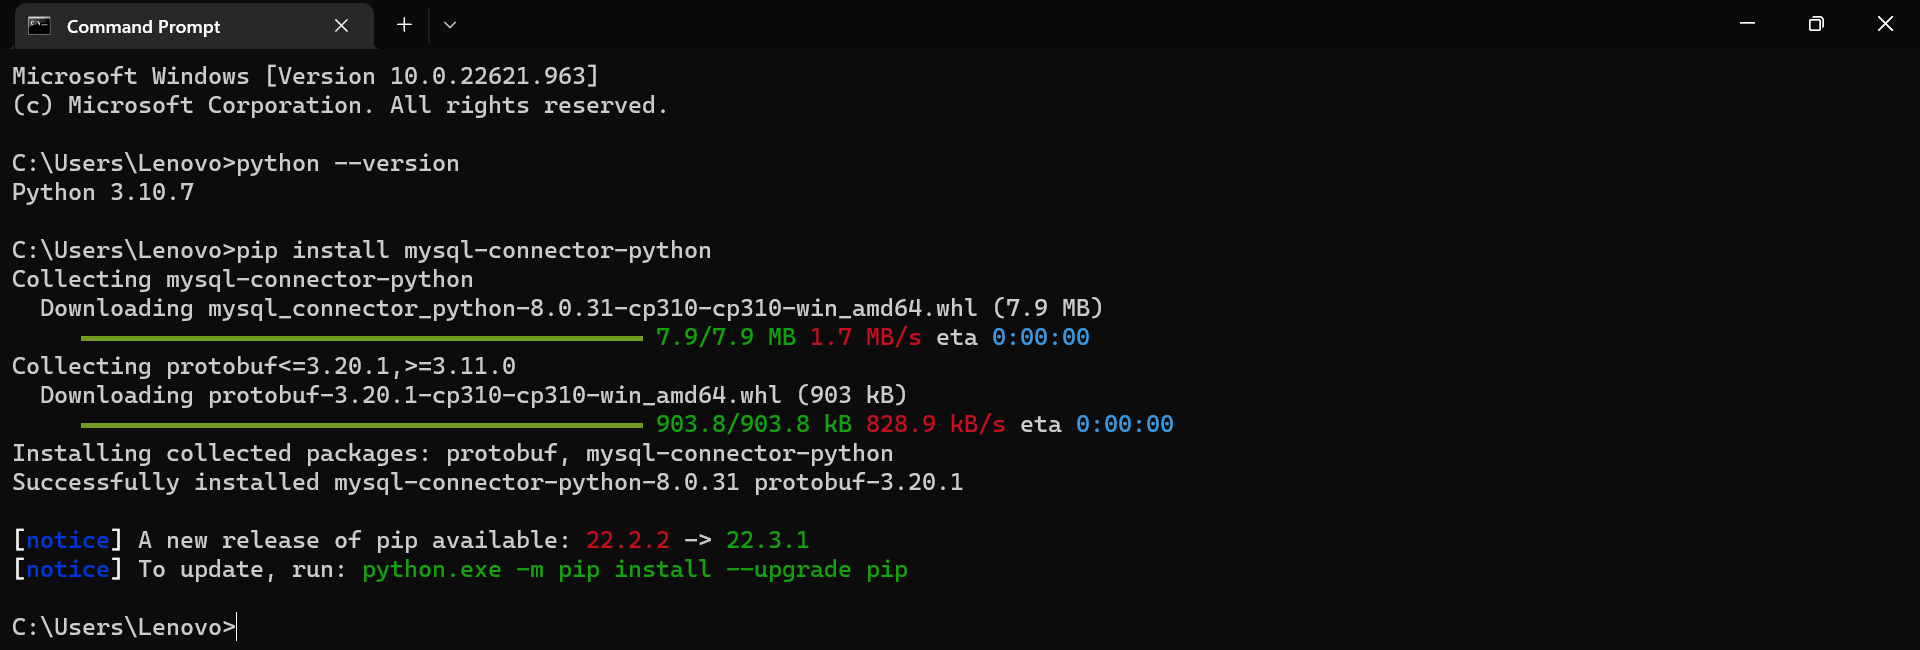 Command Prompt
Microsoft Windows [Version 10.0.22621.963]
(c) Microsoft Corporation. All rights reserved.
C:\Users\Lenovo>python --version
Python 3.10.7
C:\Users\Lenovo>pip install mysql-connector-python
Collecting mysql-connector-python
  Downloading mysql_connector_python-8.0.31-cp310-cp310-win_amd64.whl (7.9 MB)
7.9/7.9 MB 1.7 MB/s eta 0:00:00
Collecting protobuf<=3.20.1,>=3.11.0
  Downloading protobuf-3.20.1-cp310-cp310-win_amd64.whl (903 kB)
903.8/903.8 kB 828.9 kB/s eta 0:00:00
Installing collected packages: protobuf, mysql-connector-python
Successfully installed mysql-connector-python-8.0.31 protobuf-3.20.1
[notice] A new release of pip available: 22.2.2 -> 22.3.1
[notice] To update, run: python.exe -m pip install --upgrade pip
C:\Users\Lenovo>